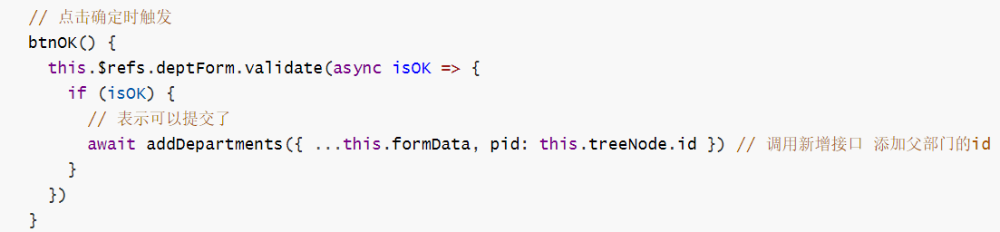 // 点击确定时触发
btnOK() {
this.$refs.deptForm.validate(async isOK => {
if (isOK) {
// 表示可以提交了
await addDepartments({ ...this.formData, pid: this.treeNode.id }) // 调用新增接口 添加父部门的id
}
})
}